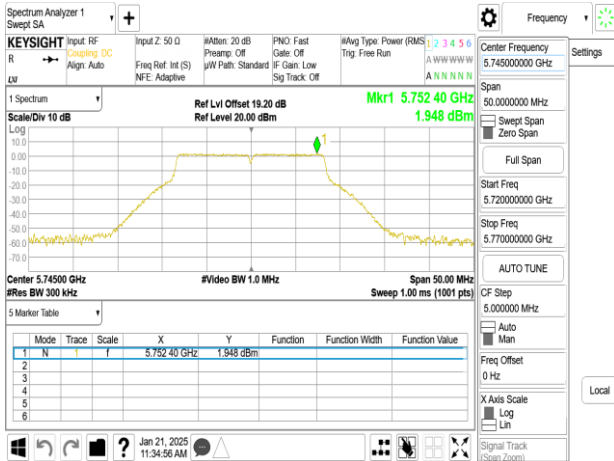 Spectrum Analyzer 1
Swept SA
KEYSIGHT
R
Input: RF
Coupling: DC
Align: Auto
Input Z: 50 Ω
Freq Ref: Int (S)
NFE: Adaptive
#Atten: 20 dB
Preamp: Off
µW Path: Standard
PNO: Fast
Gate: Off
IF Gain: Low
Sig Track: Off
#Avg Type: Power (RMS
Trig: Free Run
1 2 3 4 5 6
A W W W W W
A N N N N N
1 Spectrum
Scale/Div 10 dB
Ref Lvl Offset 19.20 dB
Ref Level 20.00 dBm
Mkr1 5,752 40 GHz
1.948 dBm
Log
10.0
0.00
-10.0
-20.0
-30.0
-40.0
-50.0
-60.0
-70.0
1
Center 5.74500 GHz
#Video BW 1.0 MHz
Span 50.00 MHz
#Res BW 300 kHz
Sweep 1.00 ms (1001 pts)
5 Marker Table
Mode Trace Scale X Y Function Function Width Function Value
1 N 1 f 5.752 40 GHz 1.948 dBm
2
3
4
5
6
Jan 21, 2025
11:34:56 AM
Frequency
Settings
Center Frequency
5.745000000 GHz
Span
50.0000000 MHz
Swept Span
Zero Span
Full Span
Start Freq
5.720000000 GHz
Stop Freq
5.770000000 GHz
AUTO TUNE
CF Step
5.000000 MHz
Auto
Man
Freq Offset
0 Hz
X Axis Scale
Log
Lin
Signal Track
(Span Zoom)
Local